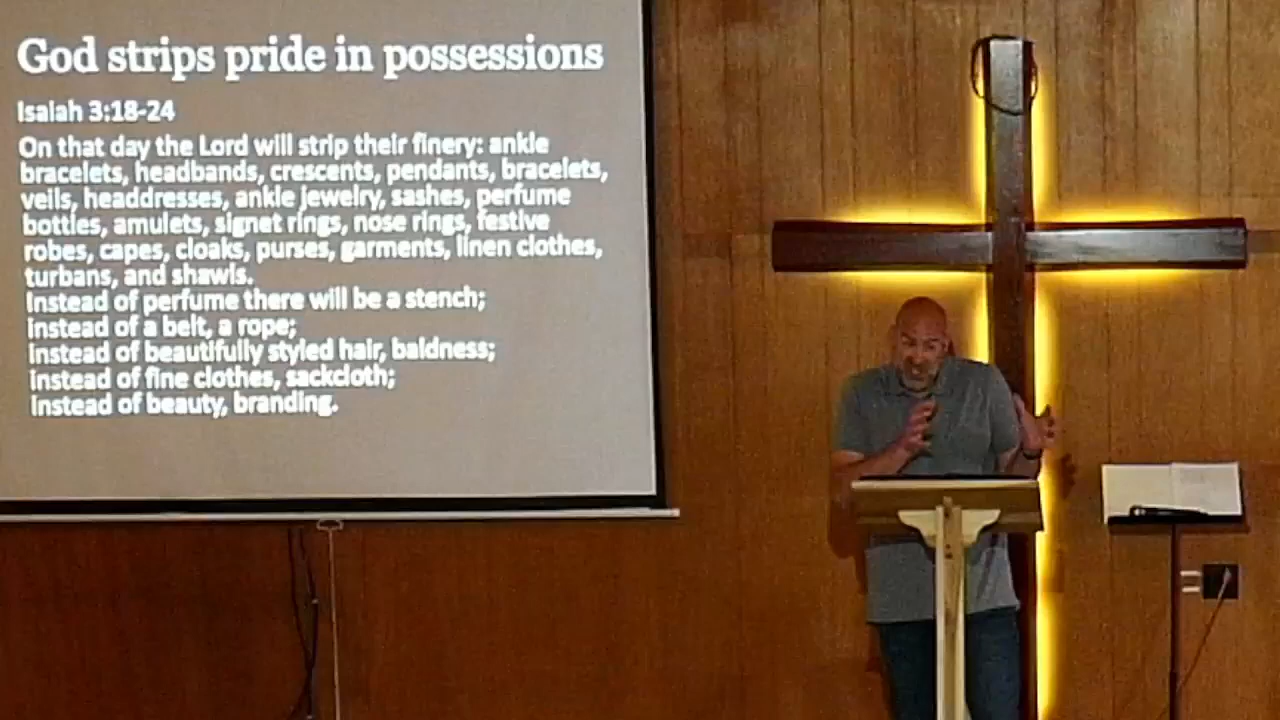 God strips pride in possessions
Isaiah 3:18-24
On that day the Lord will strip their finery: ankle
bracelets, headbands, crescents, pendants, bracelets,
veils, headdresses, ankle jewelry, sashes, perfume
bottles, amulets, signet rings, nose rings, festive
robes, capes, cloaks, purses, garments, linen clothes,
turbans, and shawls.
Instead of perfume there will be a stench;
instead of a belt, a rope;
instead of beautifully styled hair, baldness;
instead of fine clothes, sackcloth;
instead of beauty, branding.